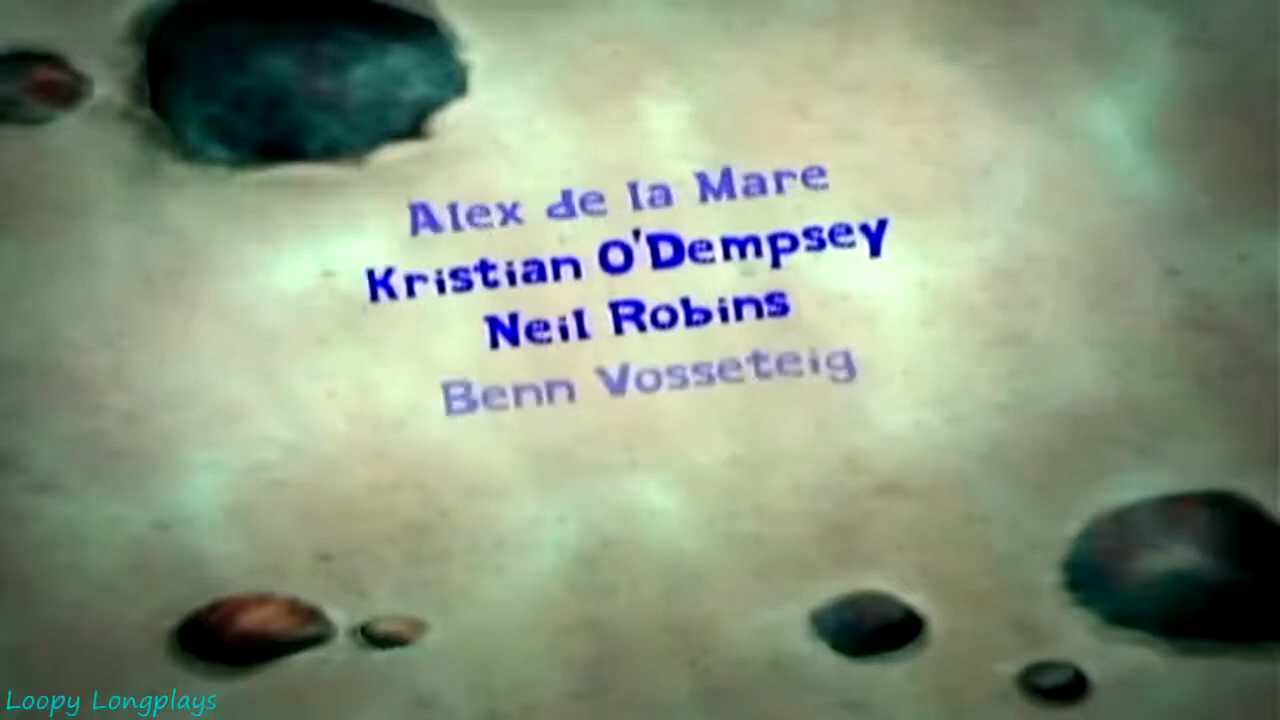 Alex de la Mare
Kristian O'Dempsey
Neil Robins
Benn Vosseteig
Loopy Longplays